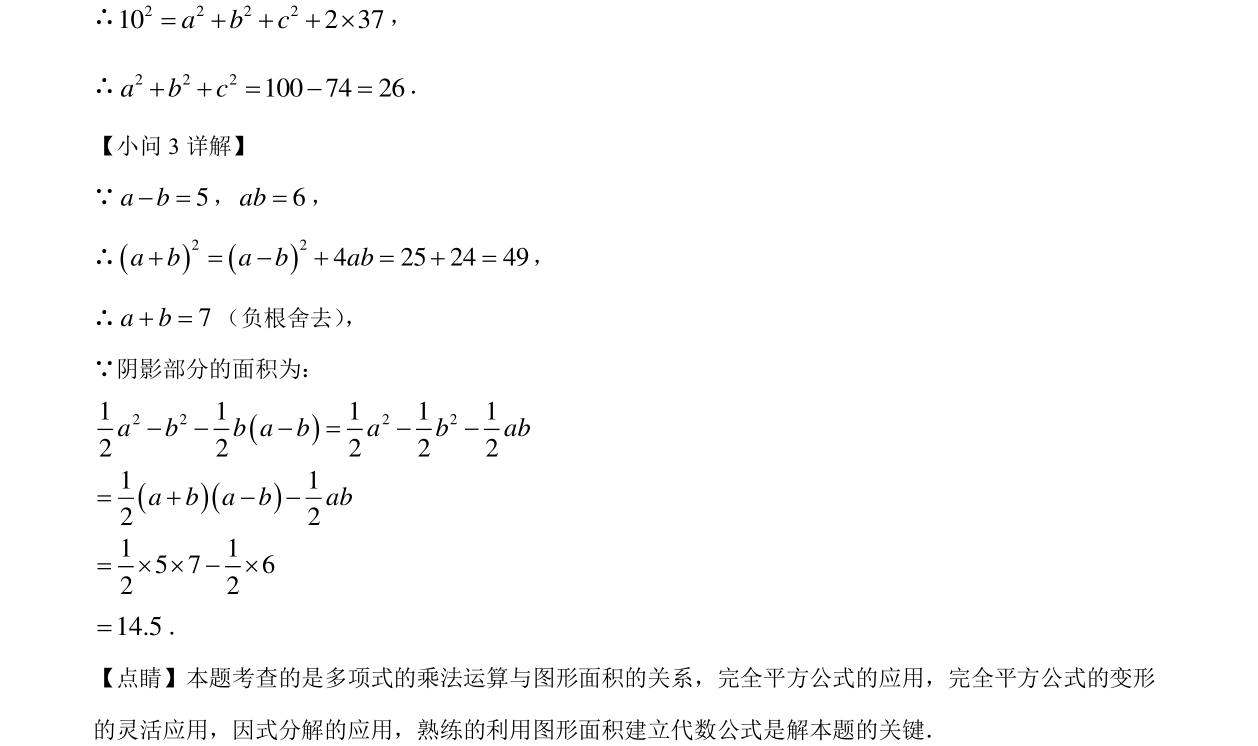 ∴ 10² = a² + b² + c² + 2×37，
∴ a² + b² + c² = 100 − 74 = 26．
【小问 3 详解】
∵ a − b = 5，ab = 6，
∴ (a + b)² = (a − b)² + 4ab = 25 + 24 = 49，
∴ a + b = 7（负根舍去），
∵阴影部分的面积为：
1/2 a² − b² − 1/2 b(a − b) = 1/2 a² − 1/2 b² − 1/2 ab
= 1/2 (a + b)(a − b) − 1/2 ab
= 1/2 × 5 × 7 − 1/2 × 6
= 14.5．
【点睛】本题考查的是多项式的乘法运算与图形面积的关系，完全平方公式的应用，完全平方公式的变形
的灵活应用，因式分解的应用，熟练的利用图形面积建立代数公式是解本题的关键．